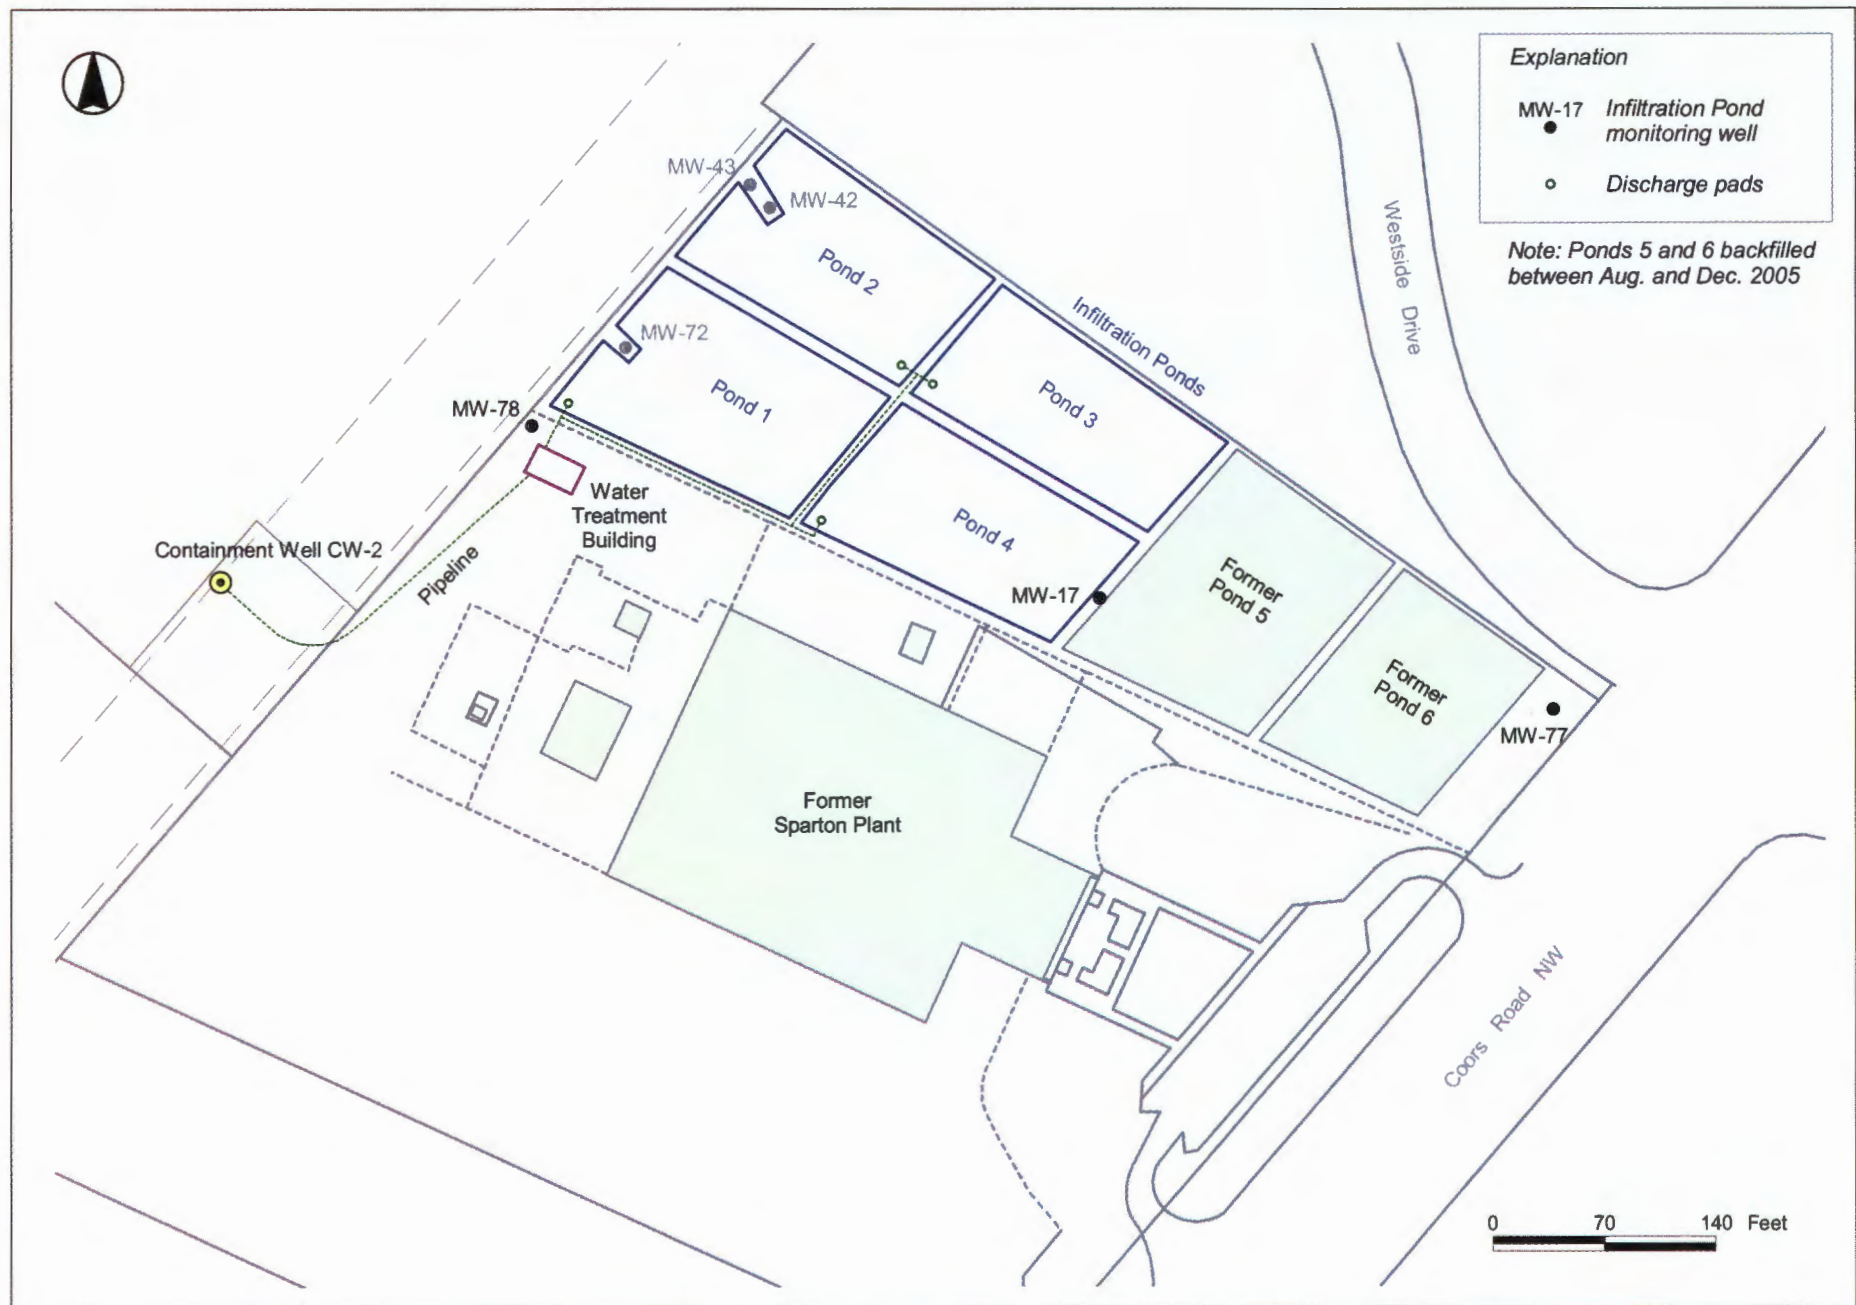 Explanation
MW-17
Infiltration Pond
monitoring well
Discharge pads
Note: Ponds 5 and 6 backfilled
between Aug. and Dec. 2005
MW-43
MW-42
Pond 2
Westside Drive
Infiltration Ponds
MW-72
Pond 1
Pond 3
MW-78
Water
Treatment
Building
Pond 4
Containment Well CW-2
Pipeline
MW-17
Former
Pond 5
Former
Pond 6
MW-77
Former
Sparton Plant
Coors Road NW
0 70 140 Feet